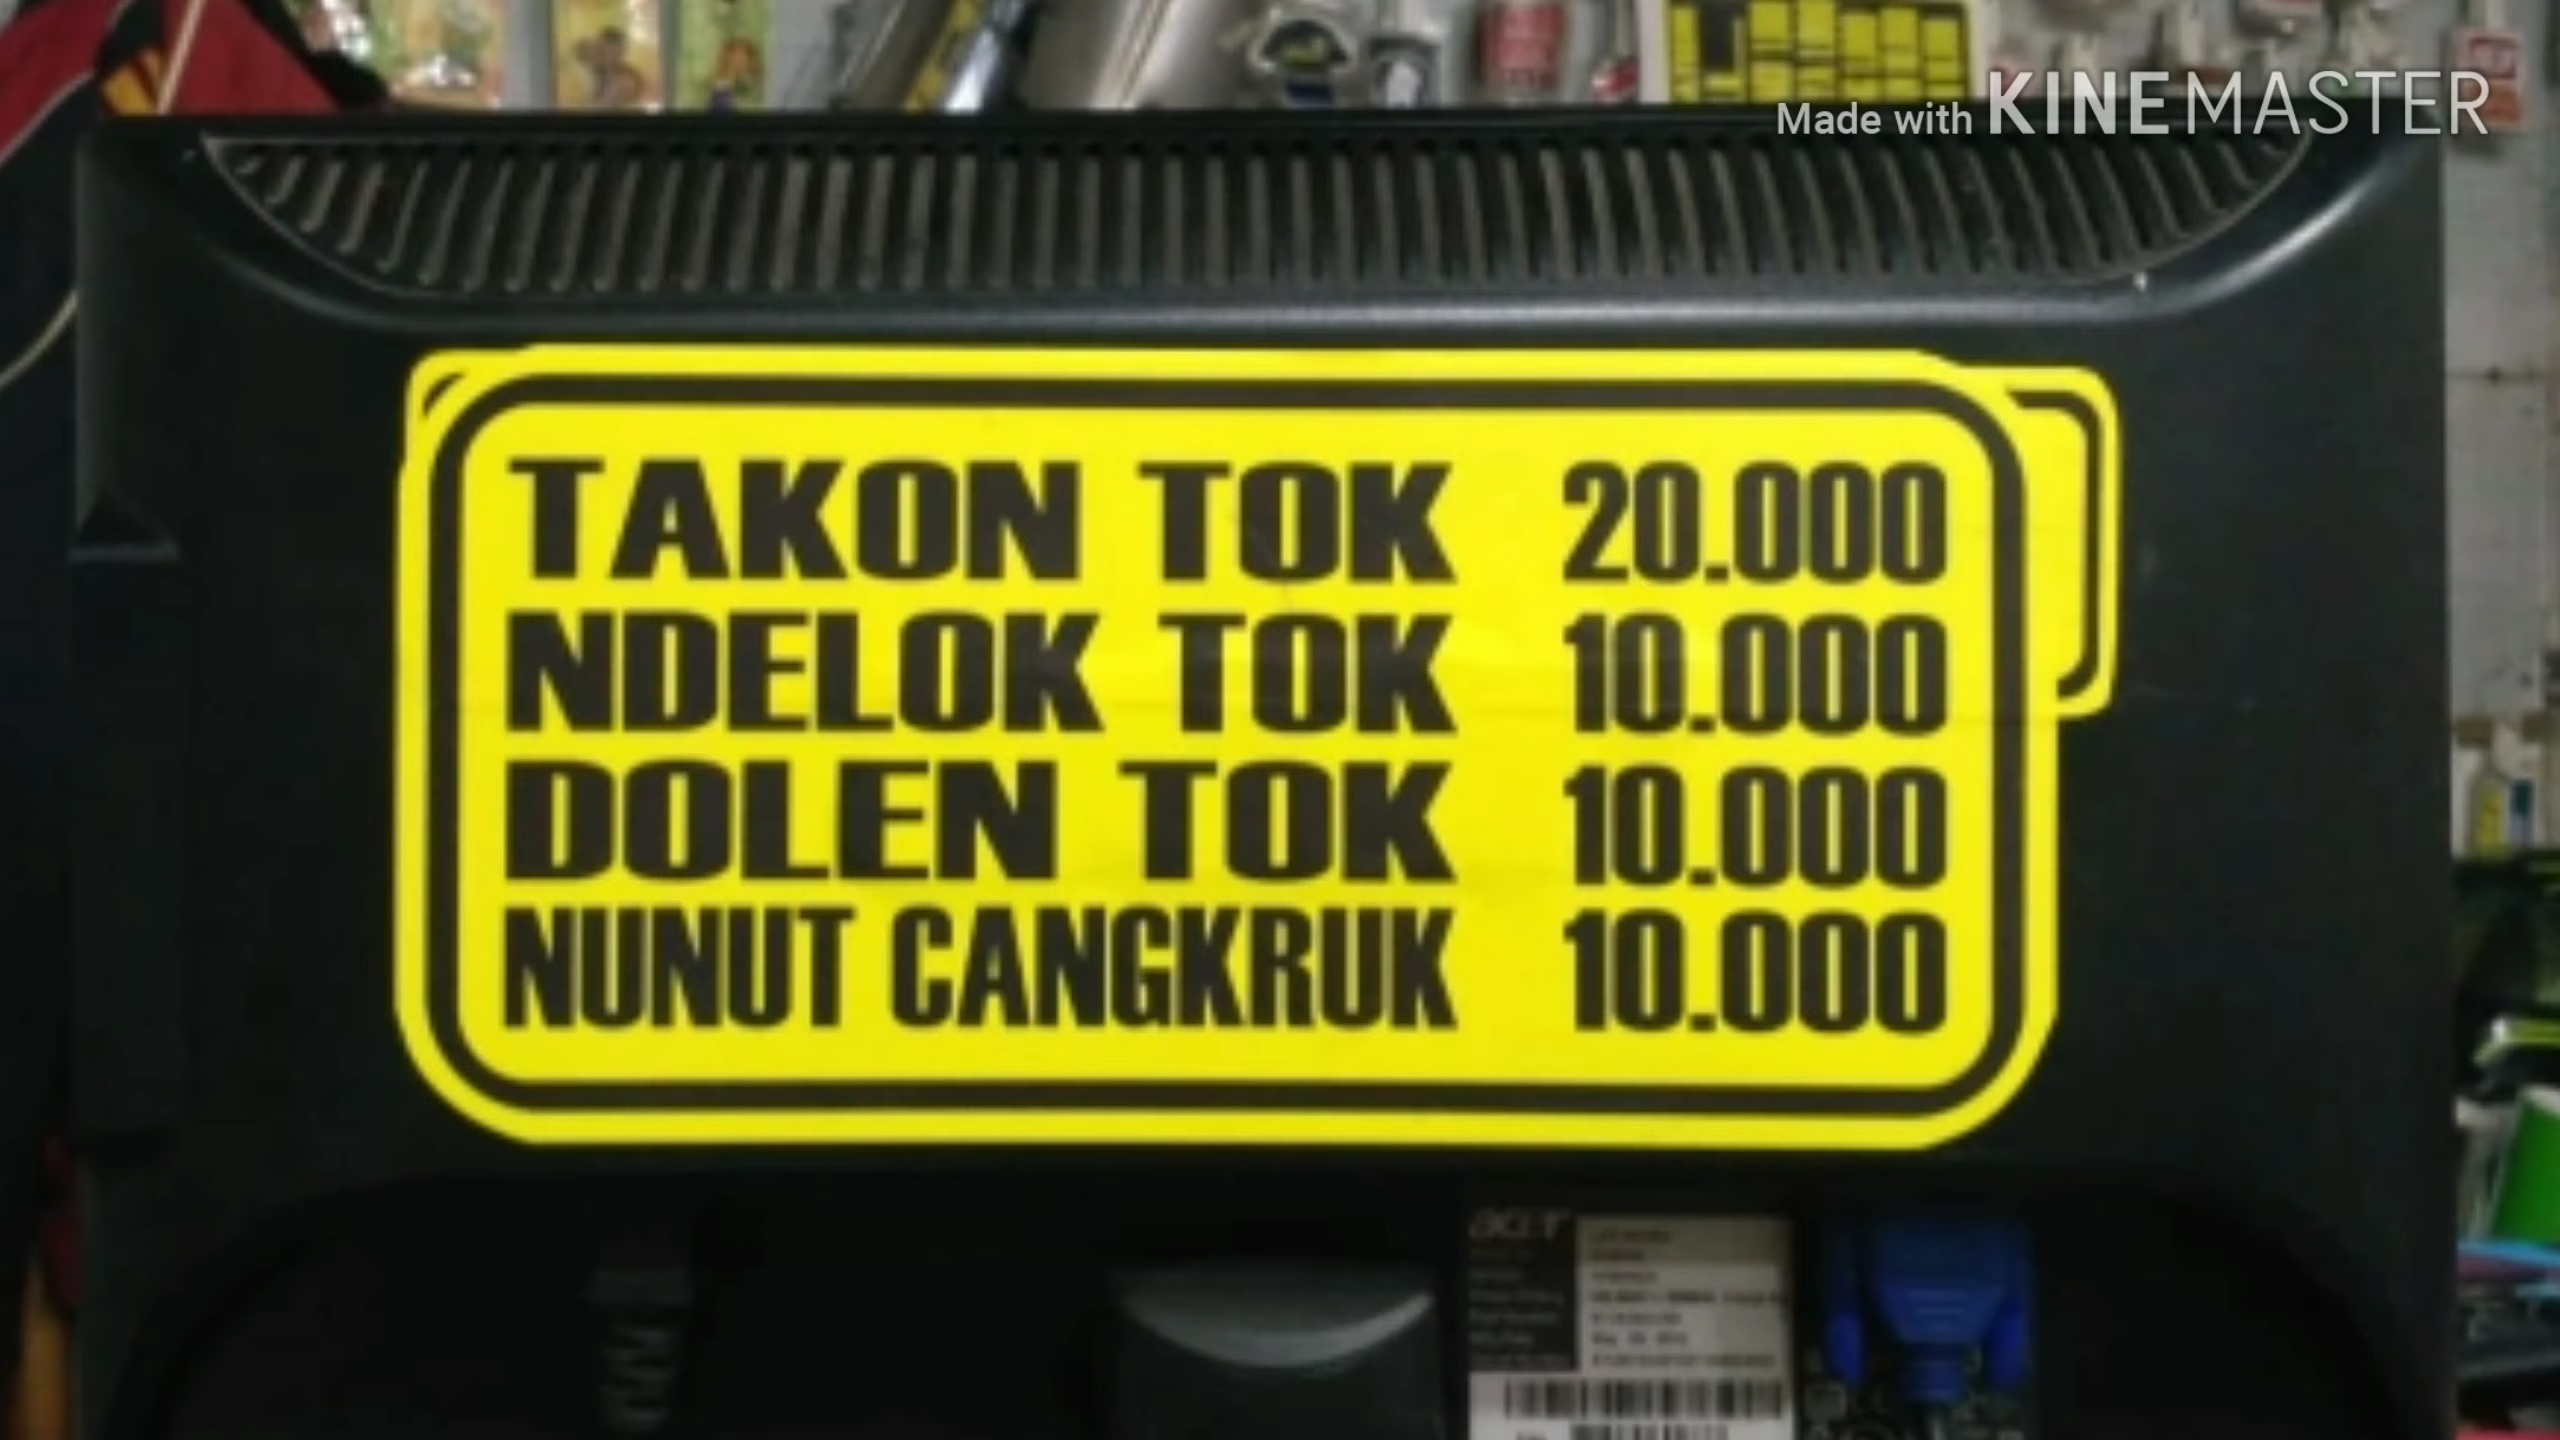 Made with KINEMASTER
TAKON TOK 20.000
NDELOK TOK 10.000
DOLEN TOK 10.000
NUNUT CANGKRUK 10.000
acer